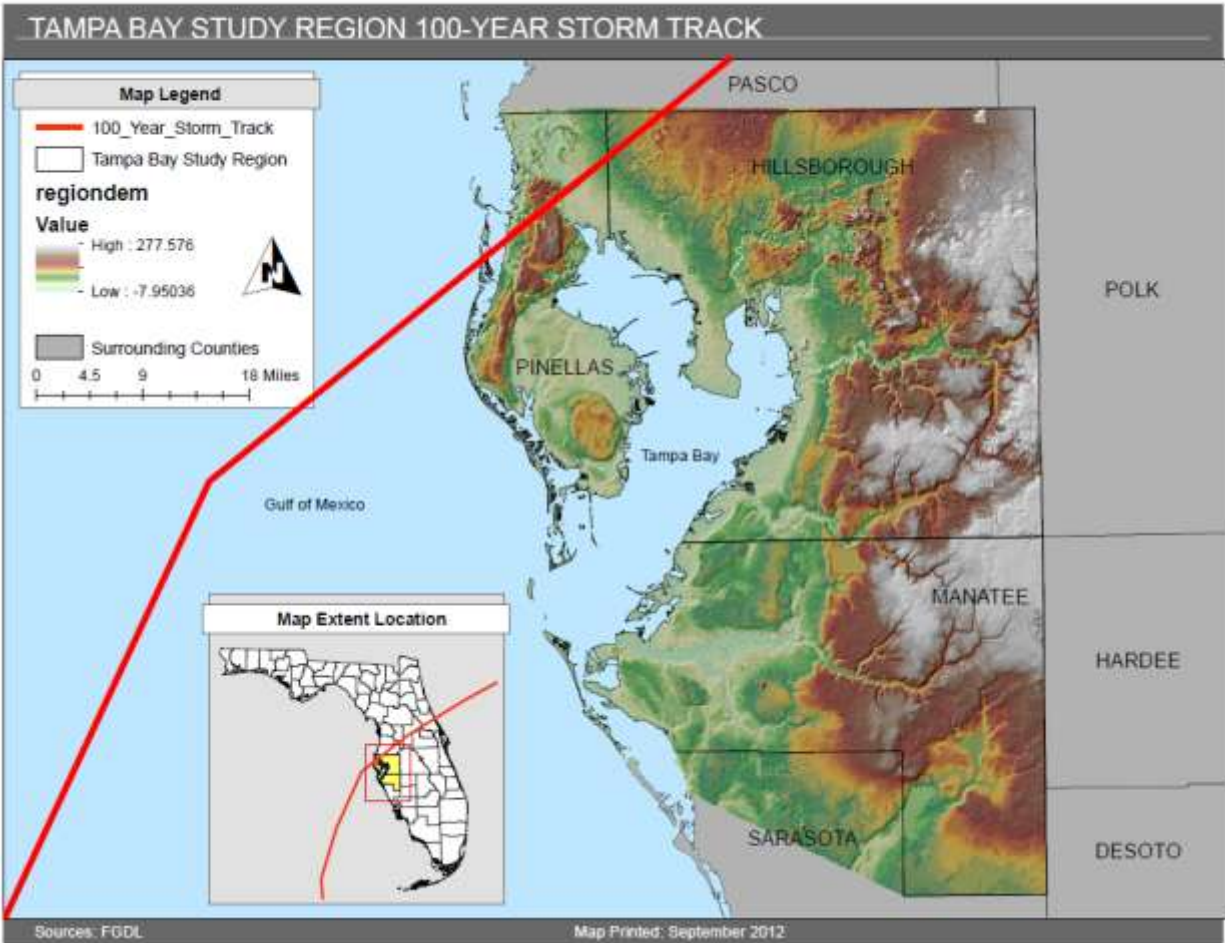 TAMPA BAY STUDY REGION 100-YEAR STORM TRACK
Map Legend
100_Year_Storm_Track
Tampa Bay Study Region
regiondem
Value
High : 277.576
Low : -7.95036
N
Surrounding Counties
0 4.5 9 18 Miles
PASCO
HILLSBOROUGH
POLK
PINELLAS
Tampa Bay
Gulf of Mexico
MANATEE
HARDEE
SARASOTA
DESOTO
Map Extent Location
Sources: FGDL
Map Printed: September 2012